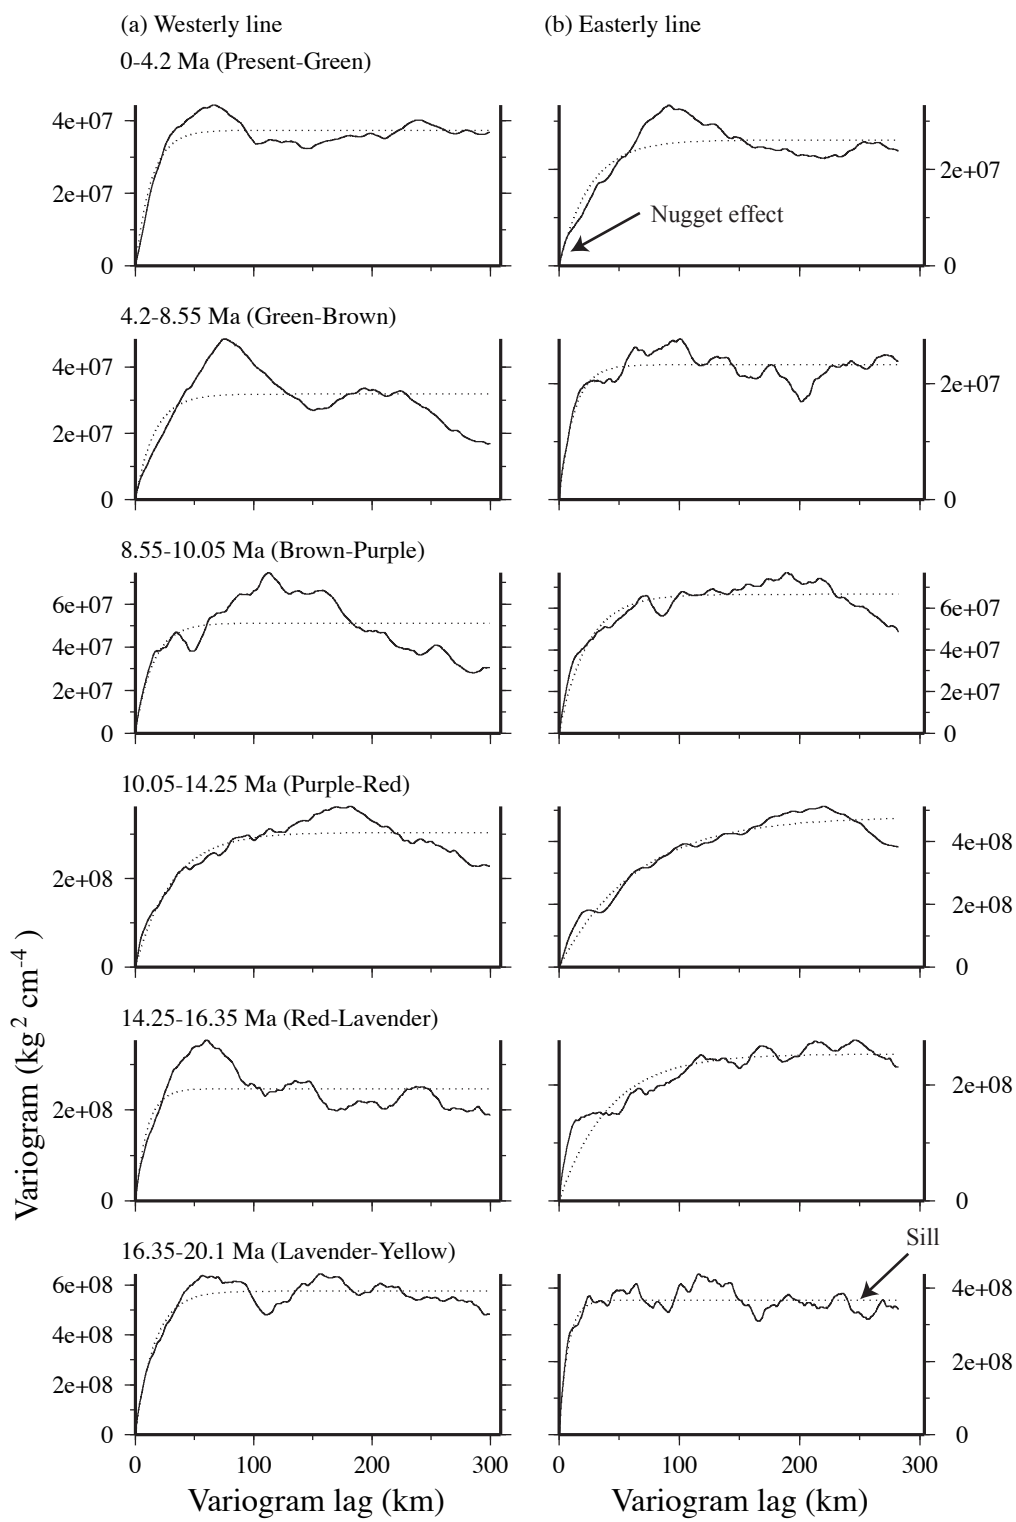 (a) Westerly line
(b) Easterly line
0-4.2 Ma (Present-Green)
4e+07
2e+07
0
2e+07
0
Nugget effect
4.2-8.55 Ma (Green-Brown)
4e+07
2e+07
0
2e+07
0
8.55-10.05 Ma (Brown-Purple)
6e+07
4e+07
2e+07
0
6e+07
4e+07
2e+07
0
10.05-14.25 Ma (Purple-Red)
2e+08
0
4e+08
2e+08
0
14.25-16.35 Ma (Red-Lavender)
2e+08
0
2e+08
0
16.35-20.1 Ma (Lavender-Yellow)
Sill
6e+08
4e+08
2e+08
0
4e+08
2e+08
0
0 100 200 300
0 100 200 300
Variogram lag (km)
Variogram lag (km)
Variogram (kg² cm⁻⁴)